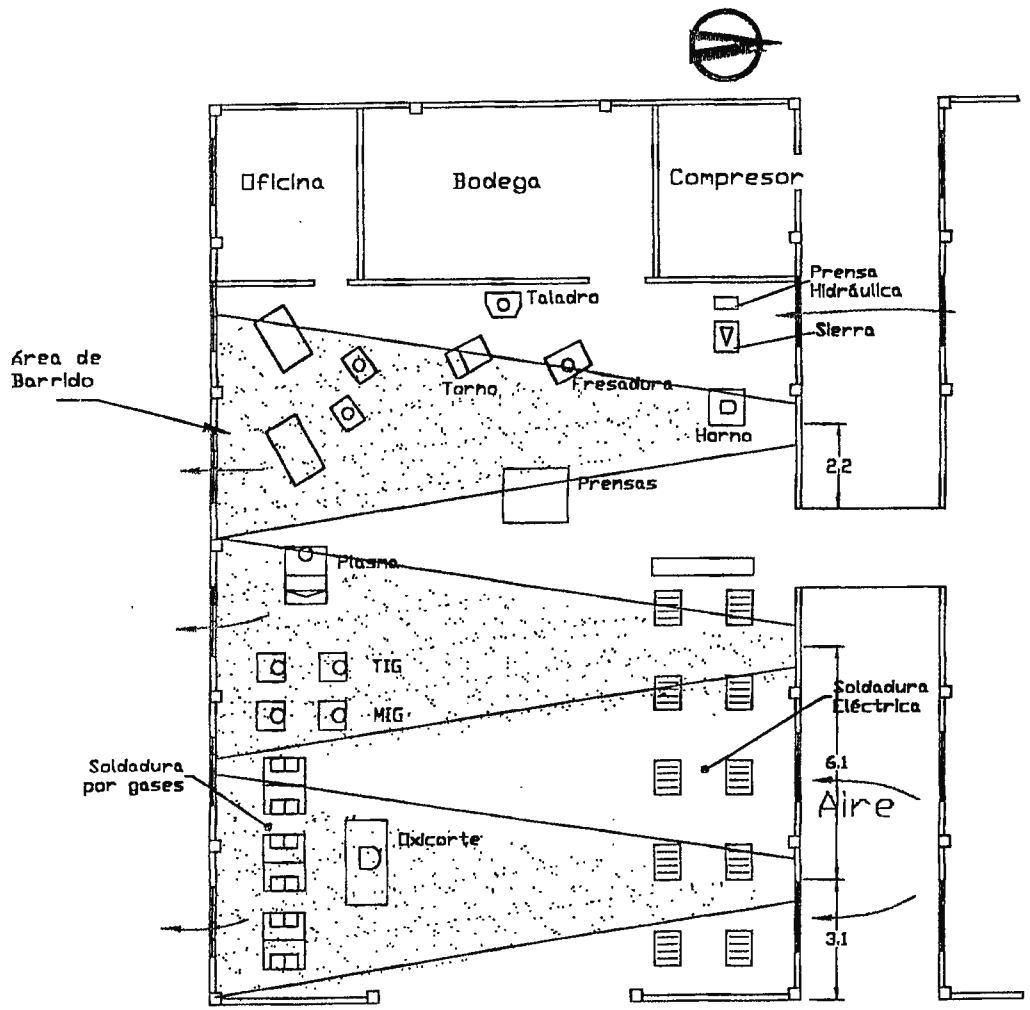 Oficina
Bodega
Compresor
Prensa
Hidráulica
Taladro
Sierra
Área de
Barrido
Torno
Fresadora
Horno
2.2
Prensas
Plasma
TIG
Soldadura
Eléctrica
MIG
Soldadura
por gases
6.1
Aire
Oxicorte
3.1